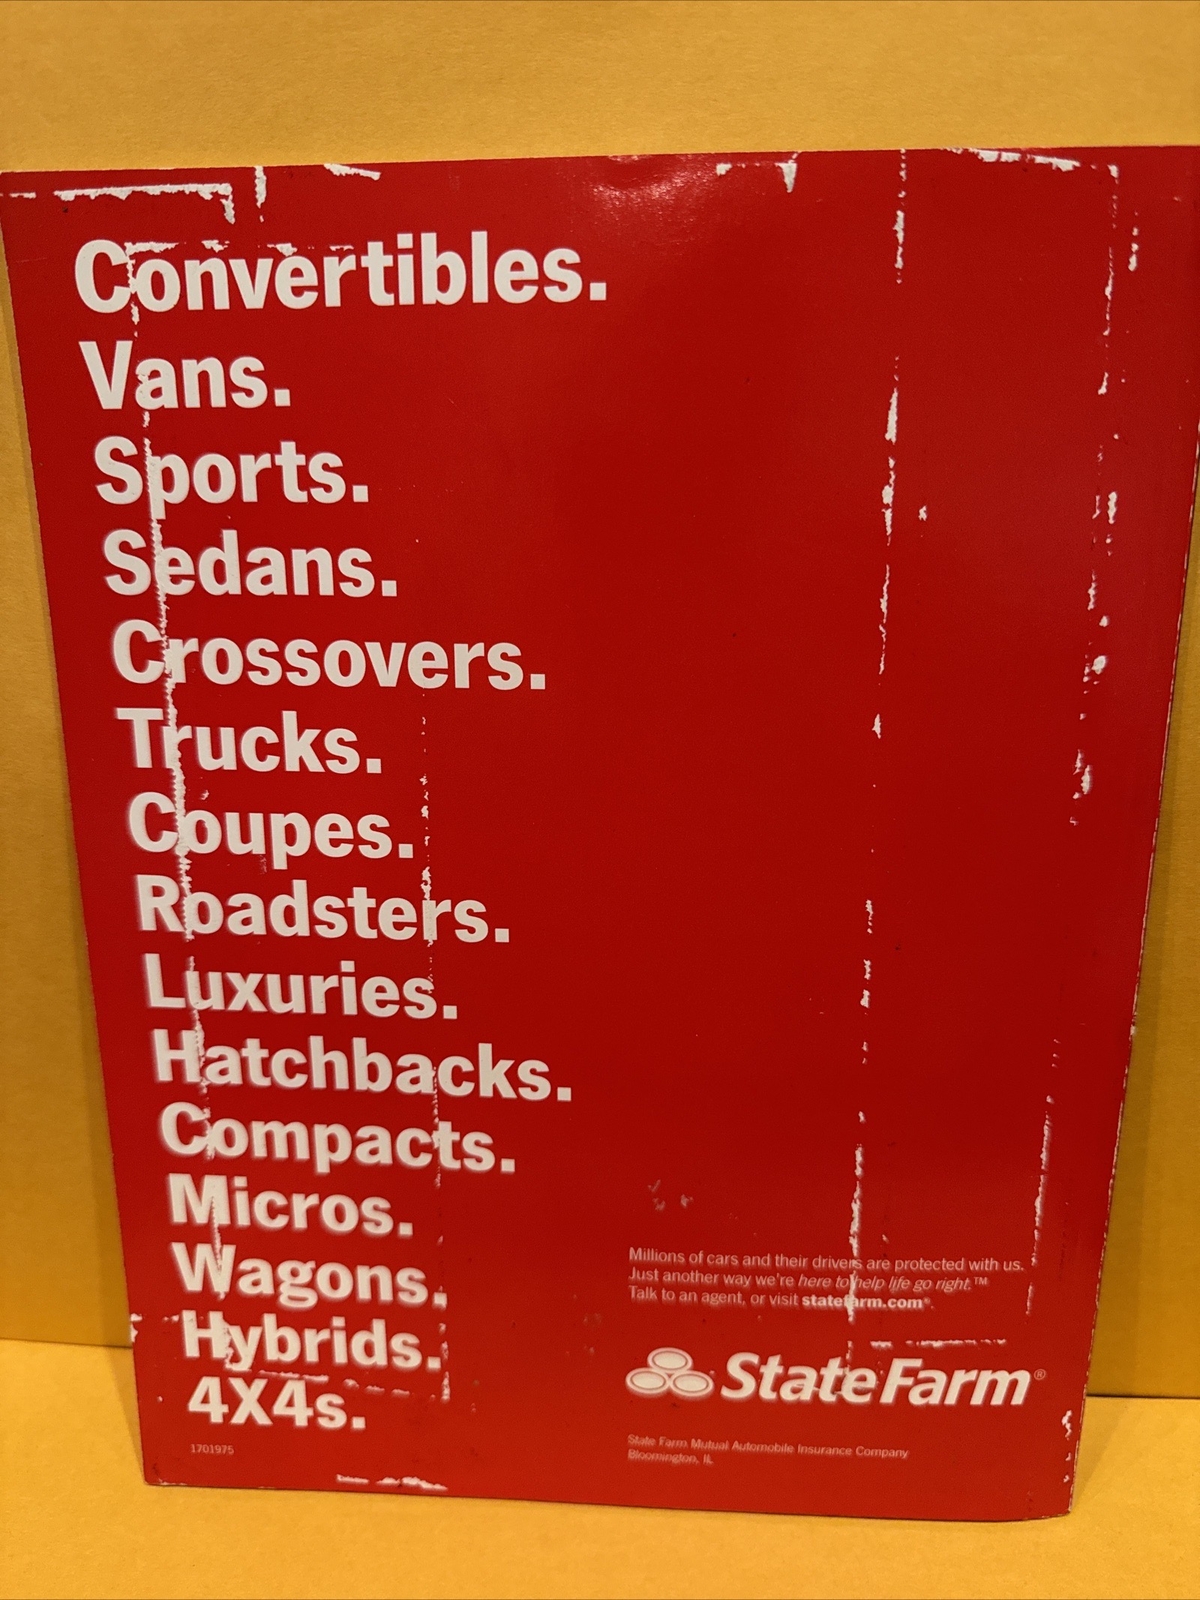 Convertibles.
Vans.
Sports.
Sedans.
Crossovers.
Trucks.
Coupes.
Roadsters.
Luxuries.
Hatchbacks.
Compacts.
Micros.
Wagons.
Hybrids.
4X4s.
1701975
Millions of cars and their drivers are protected with us.
Just another way we're here to help life go right.™
Talk to an agent, or visit statefarm.com®.
StateFarm®
State Farm Mutual Automobile Insurance Company
Bloomington, IL